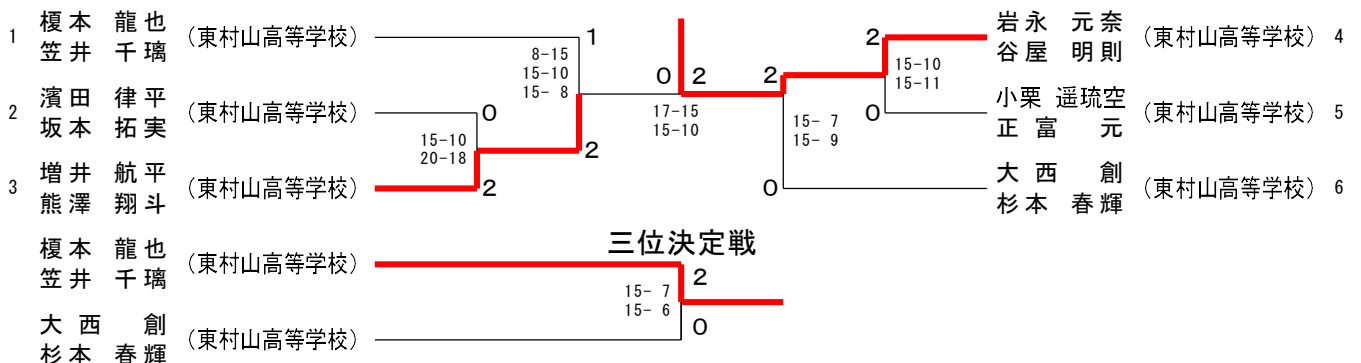 1
榎本 龍也
笠井 千璃
（東村山高等学校）
2
濱田 律平
坂本 拓実
（東村山高等学校）
3
増井 航平
熊澤 翔斗
（東村山高等学校）
1
8-15
15-10
15- 8
0
15-10
20-18
2
2
0
2
17-15
15-10
2
15- 7
15- 9
0
2
15-10
15-11
0
岩永 元奈
谷屋 明則
（東村山高等学校）
4
小栗 遥琉空
正富 元
（東村山高等学校）
5
大西 創
杉本 春輝
（東村山高等学校）
6
三位決定戦
榎本 龍也
笠井 千璃
（東村山高等学校）
大西 創
杉本 春輝
（東村山高等学校）
15- 7
15- 6
2
0